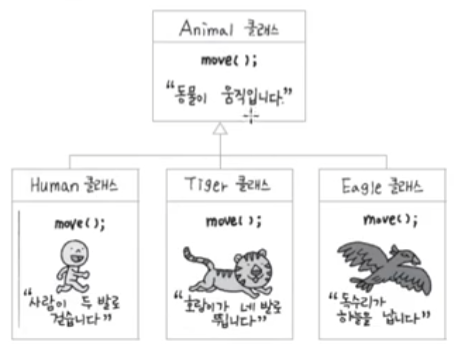 Animal 클래스
move();
“동물이 움직입니다.”
Human 클래스
move();
“사람이 두 발로
걷습니다”
Tiger 클래스
move();
“호랑이가 네 발로
뜁니다”
Eagle 클래스
move();
“독수리가
하늘을 납니다”